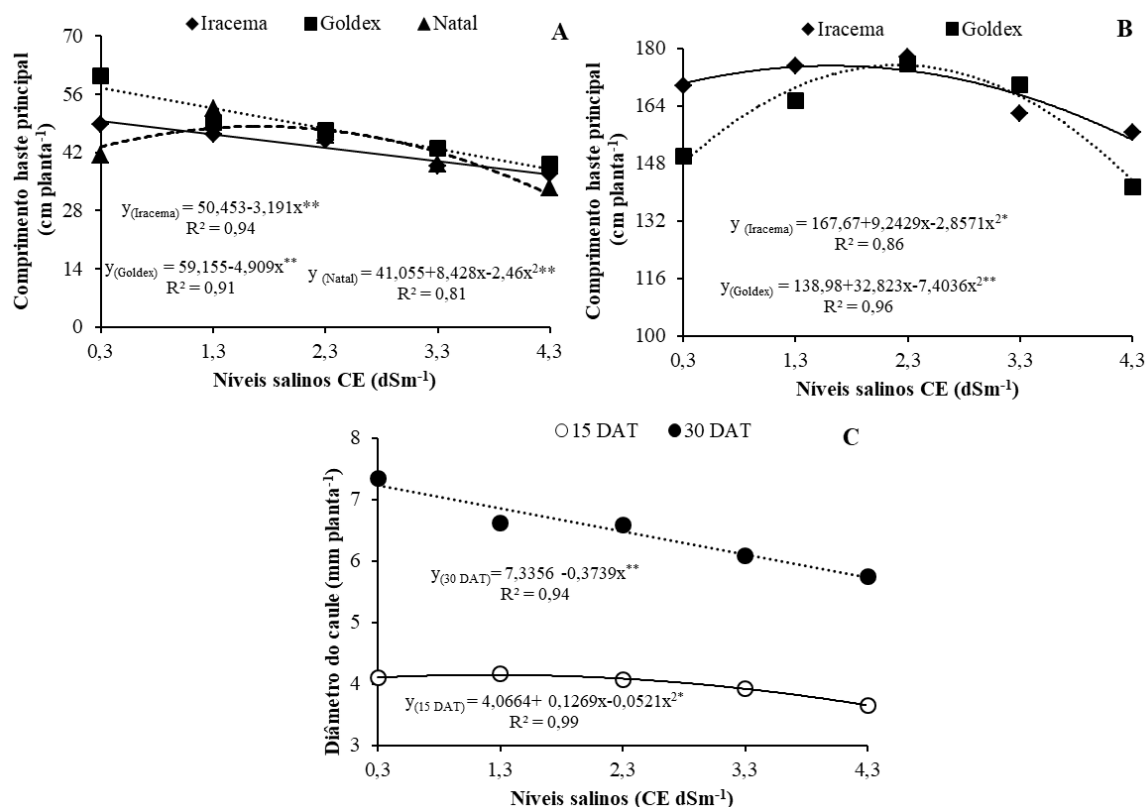 Iracema Goldex Natal
A
Comprimento haste principal
(cm planta⁻¹)
70
56
42
28
14
0
y(Iracema) = 50,453-3,191x**
R² = 0,94
y(Goldex) = 59,155-4,909x**
R² = 0,91
y (Natal) = 41,055+8,428x-2,46x²**
R² = 0,81
0,3 1,3 2,3 3,3 4,3
Níveis salinos CE (dSm⁻¹)
Iracema Goldex
B
Comprimento haste principal
(cm planta⁻¹)
180
164
148
132
116
100
y (Iracema) = 167,67+9,2429x-2,8571x²*
R² = 0,86
y(Goldex) = 138,98+32,823x-7,4036x²**
R² = 0,96
0,3 1,3 2,3 3,3 4,3
Níveis salinos CE (dSm⁻¹)
15 DAT 30 DAT
C
Diâmetro do caule (mm planta⁻¹)
8
7
6
5
4
3
y(30 DAT)= 7,3356 -0,3739x**
R² = 0,94
y(15 DAT) = 4,0664+ 0,1269x-0,0521x²*
R² = 0,99
0,3 1,3 2,3 3,3 4,3
Níveis salinos (CE dSm⁻¹)